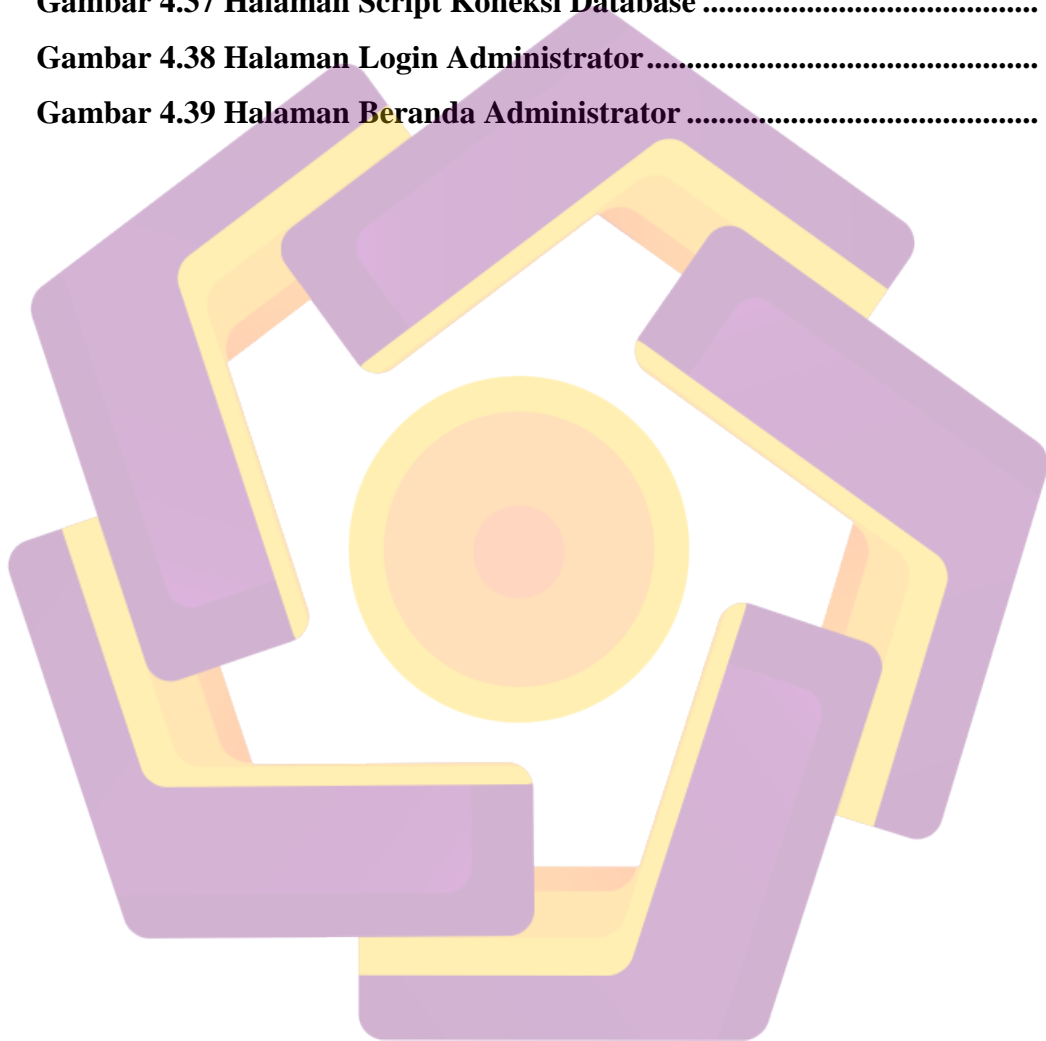 Gambar 4.37 Halaman Script Koneksi Database ......................................
Gambar 4.38 Halaman Login Administrator ...........................................
Gambar 4.39 Halaman Beranda Administrator .......................................